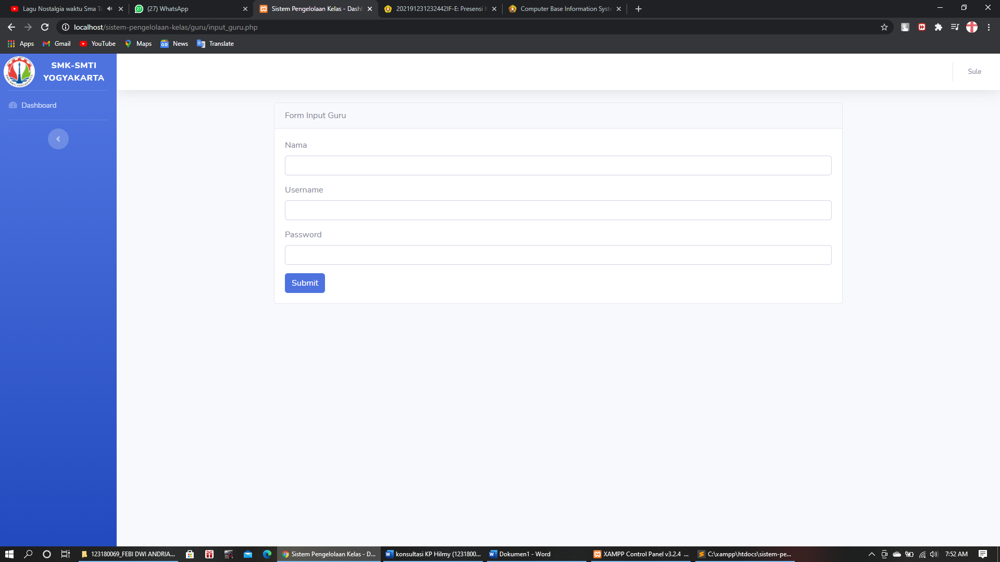 Lagu Nostalgia waktu Sma Ta
(27) WhatsApp
Sistem Pengelolaan Kelas - Dash
202191231232442IF-E: Presensi K
Computer Base Information Syste
localhost/sistem-pengelolaan-kelas/guru/input_guru.php
Apps
Gmail
YouTube
Maps
News
Translate
SMK-SMTI
YOGYAKARTA
Sule
Dashboard
Form Input Guru
Nama
Username
Password
Submit
123180069_FEBI DWI ANDRIA...
Sistem Pengelolaan Kelas - D...
konsultasi KP Hilmy (1231800...
Dokumen1 - Word
XAMPP Control Panel v3.2.4 ...
C:\xampp\htdocs\sistem-pe...
7:52 AM